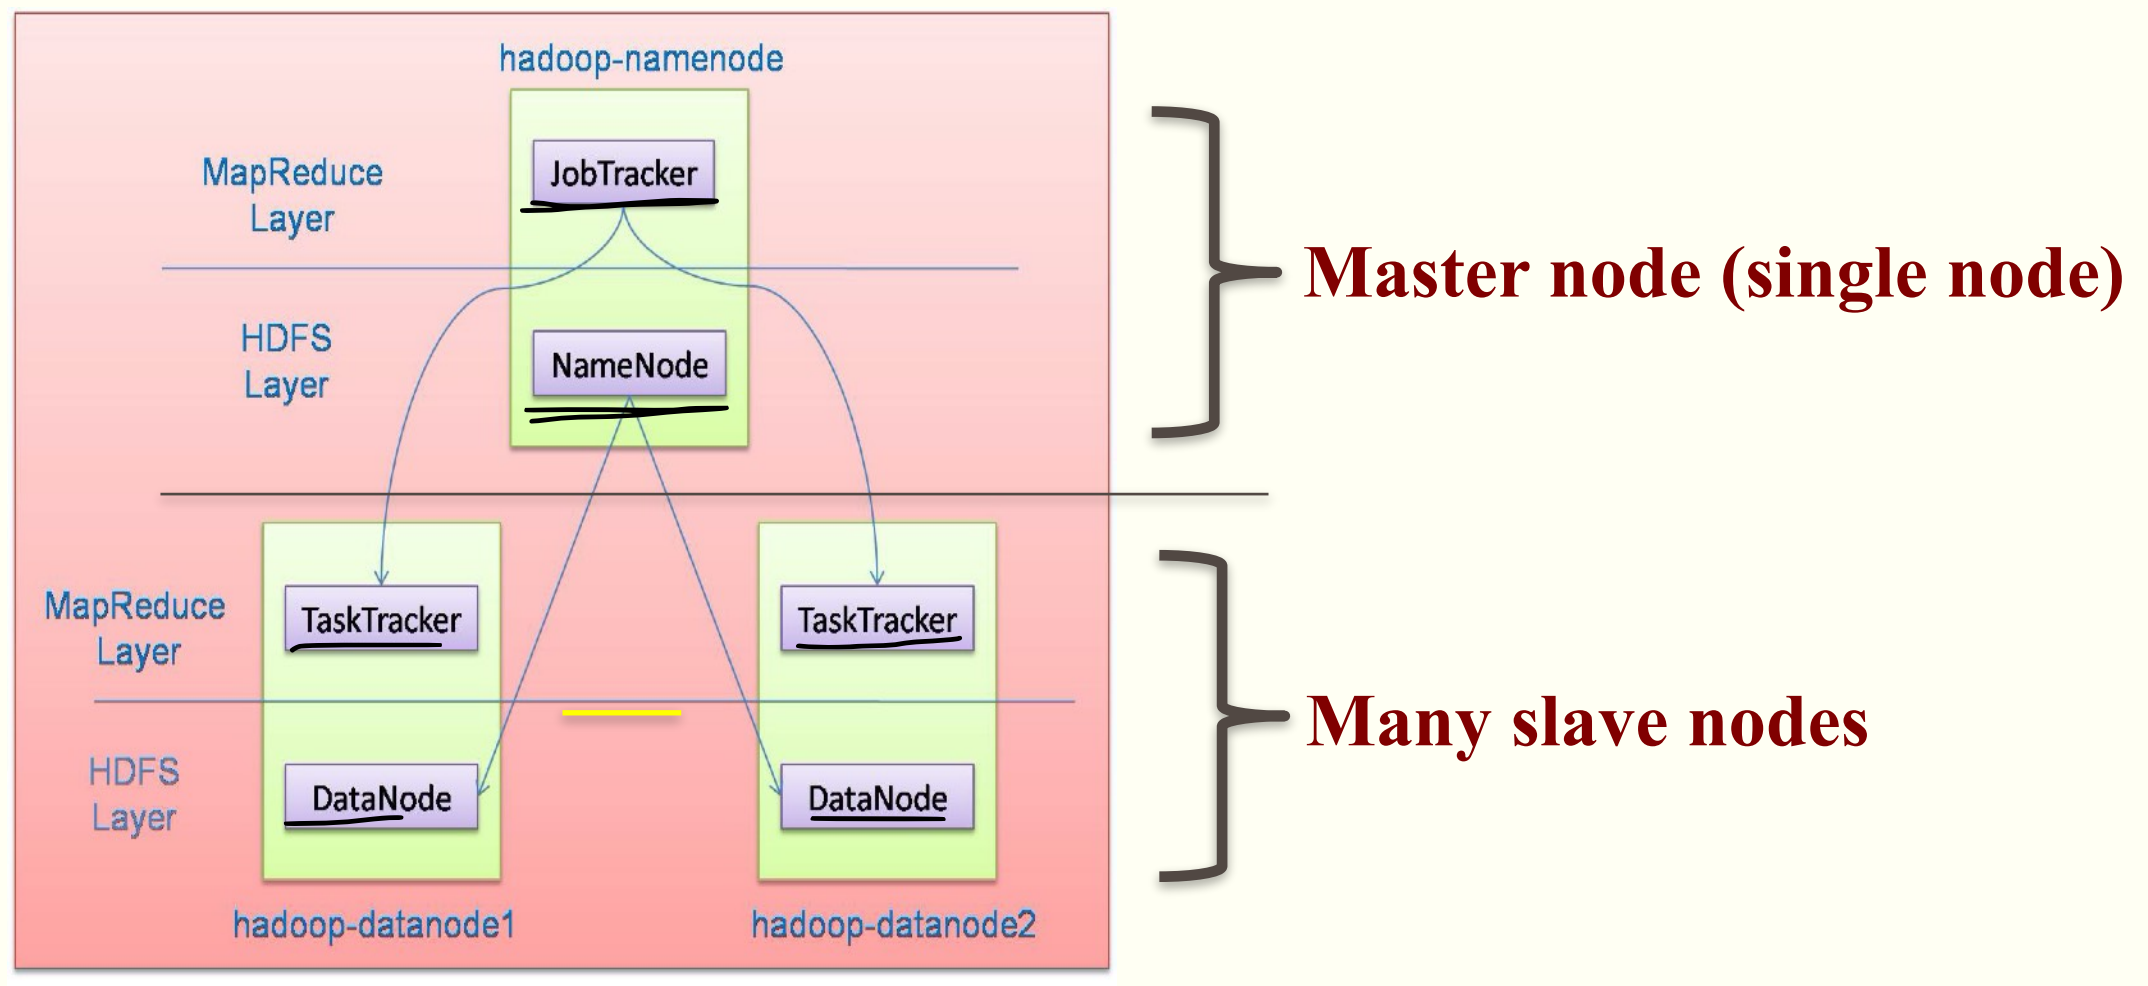 hadoop-namenode
MapReduce
Layer
JobTracker
HDFS
Layer
NameNode
Master node (single node)
MapReduce
Layer
TaskTracker
TaskTracker
HDFS
Layer
DataNode
DataNode
Many slave nodes
hadoop-datanode1
hadoop-datanode2